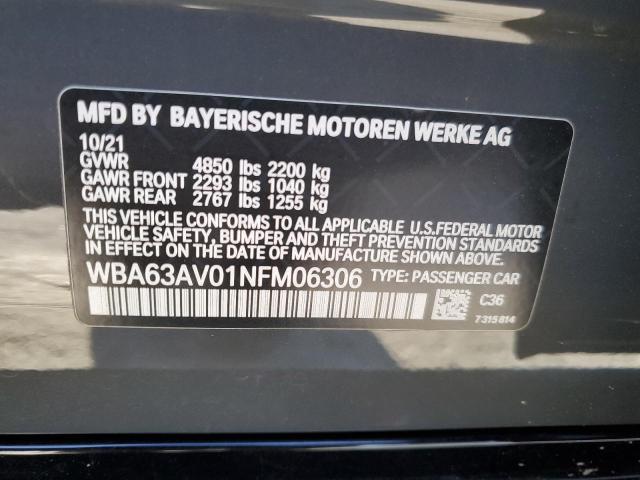 MFD BY BAYERISCHE MOTOREN WERKE AG
10/21
GVWR 4850 lbs 2200 kg
GAWR FRONT 2293 lbs 1040 kg
GAWR REAR 2767 lbs 1255 kg
THIS VEHICLE CONFORMS TO ALL APPLICABLE U.S.FEDERAL MOTOR
VEHICLE SAFETY, BUMPER AND THEFT PREVENTION STANDARDS
IN EFFECT ON THE DATE OF MANUFACTURE SHOWN ABOVE.
WBA63AV01NFM06306 TYPE: PASSENGER CAR
C36
7315814